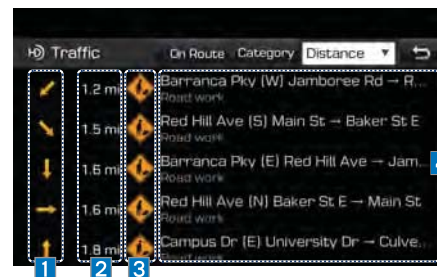 Traffic On Route Category Distance
1.2 mi Barranca Pky (W) Jamboree Rd → R...
Road work
1.5 mi Red Hill Ave (S) Main St → Baker St E
Road work
1.6 mi Barranca Pky (E) Red Hill Ave → Jam...
Road work
1.6 mi Red Hill Ave (N) Baker St E → Main St
Road work
1.8 mi Campus Dr (E) University Dr → Culve...
1 2 3 4